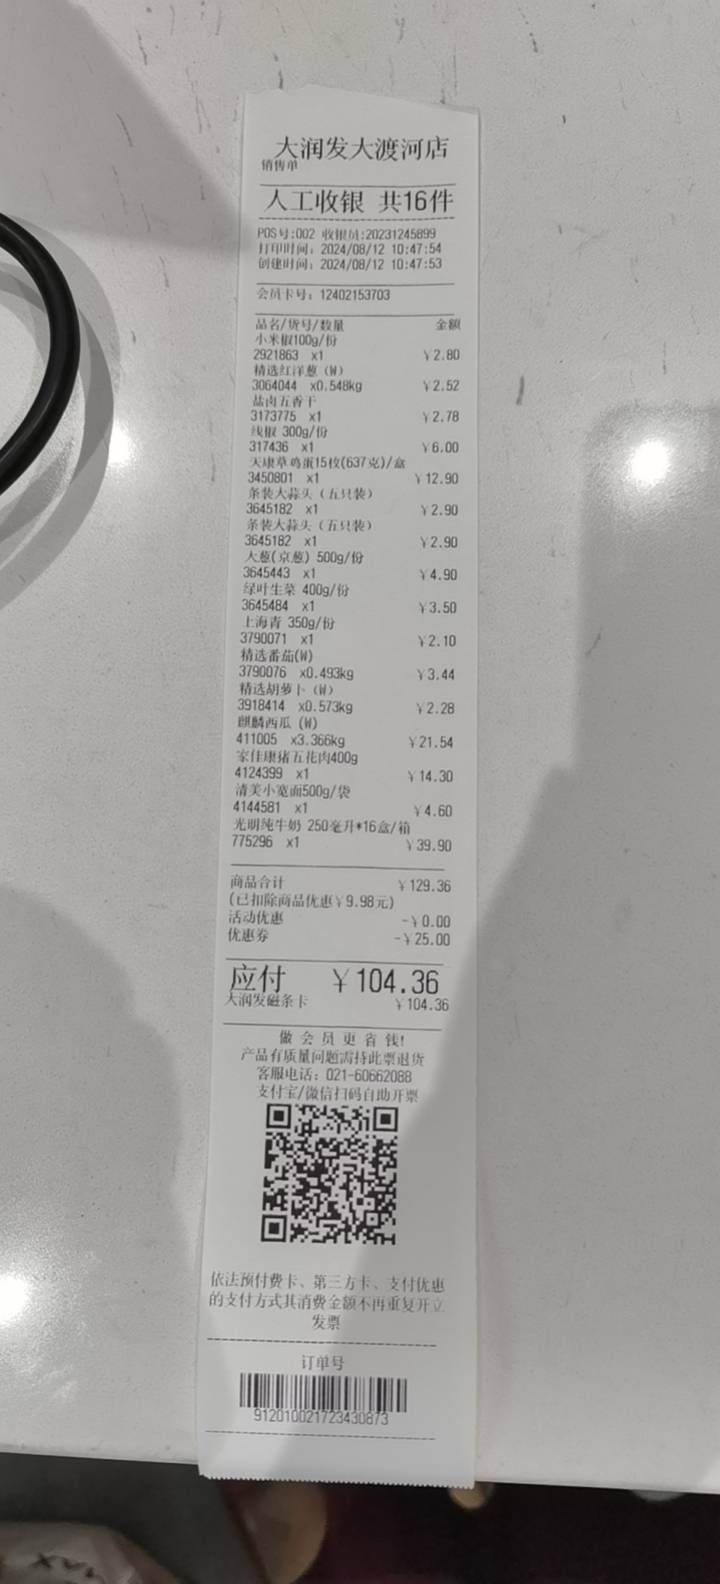 大润发大渡河店
销售单
人工收银 共16件
POS号:002 收银员:20231245899
打印时间: 2024/08/12 10:47:54
创建时间: 2024/08/12 10:47:53
会员卡号: 12402153703
品名/货号/数量 金额
小米椒100g/份
2921863 x1 ¥2.80
精选红洋葱 (W)
3064044 x0.548kg ¥2.52
盐卤五香干
3173775 x1 ¥2.78
线椒 300g/份
317436 x1 ¥6.00
天康草鸡蛋15枚(637克)/盒
3450801 x1 ¥12.90
条装大蒜头（五只装）
3645182 x1 ¥2.90
条装大蒜头（五只装）
3645182 x1 ¥2.90
大葱(京葱) 500g/份
3645443 x1 ¥4.90
绿叶生菜 400g/份
3645484 x1 ¥3.50
上海青 350g/份
3790071 x1 ¥2.10
精选番茄(W)
3790076 x0.493kg ¥3.44
精选胡萝卜 (W)
3918414 x0.573kg ¥2.28
麒麟西瓜 (W)
411005 x3.366kg ¥21.54
家佳康猪五花肉400g
4124399 x1 ¥14.30
清美小宽面500g/袋
4144581 x1 ¥4.60
光明纯牛奶 250毫升*16盒/箱
775296 x1 ¥39.90
商品合计 ¥129.36
(已扣除商品优惠¥9.98元)
活动优惠 -¥0.00
优惠券 -¥25.00
应付 ¥104.36
大润发磁条卡 ¥104.36
做 会 员 更 省 钱!
产品有质量问题需持此票退货
客服电话: 021-60662088
支付宝/微信扫码自助开票
依法预付费卡、第三方卡、支付优惠
的支付方式其消费金额不再重复开立
发票
订单号
912010021723430873